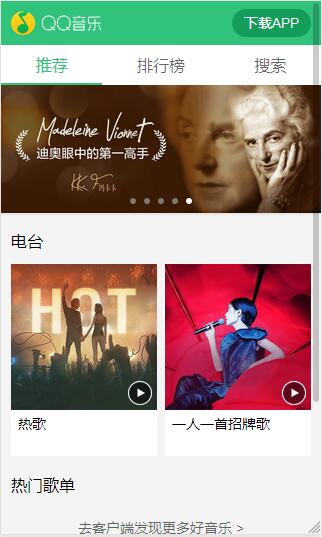 QQ音乐
下载APP
推荐
排行榜
搜索
Madeleine Vionnet
迪奥眼中的第一高手
冯卡卡
电台
HOT
热歌
一人一首招牌歌
热门歌单
去客户端发现更多好音乐 >